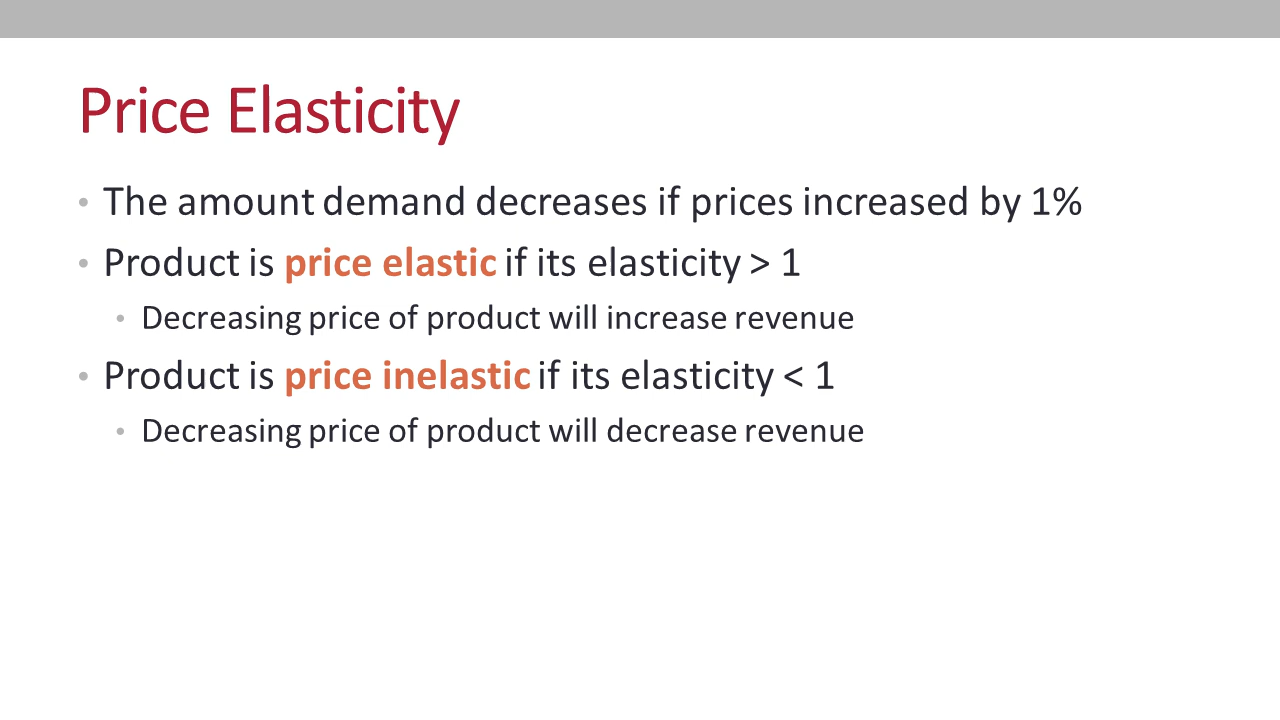 Price Elasticity
• The amount demand decreases if prices increased by 1%
• Product is price elastic if its elasticity > 1
• Decreasing price of product will increase revenue
• Product is price inelastic if its elasticity < 1
• Decreasing price of product will decrease revenue